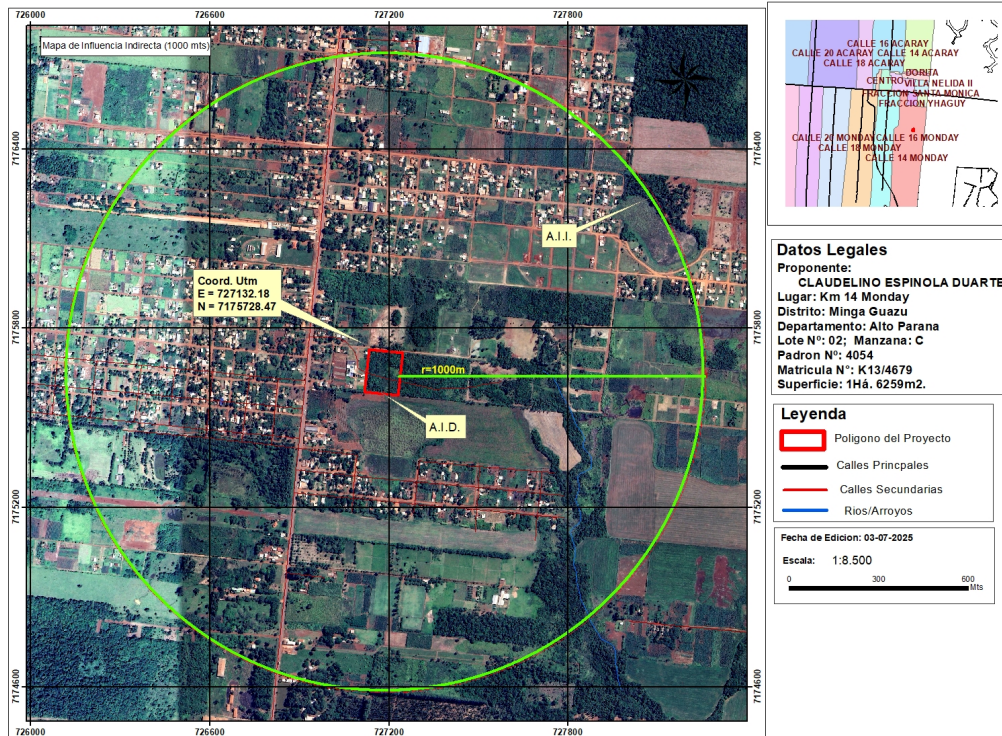 726000
726600
727200
727800
Mapa de Influencia Indirecta (1000 mts)
7176400
7175800
7175200
7174600
A.I.I.
Coord. Utm
E = 727132.18
N = 7175728.47
r=1000m
A.I.D.
7176400
7175800
7175200
7174600
726000
726600
727200
727800
CALLE 16 ACARAY
CALLE 20 ACARAY CALLE 14 ACARAY
CALLE 18 ACARAY
DORITA
CENTRO
VILLA NELIDA II
RACCION SANTA MONICA
FRACCION YHAGUY
CALLE 20 MONDAY CALLE 16 MONDAY
CALLE 18 MONDAY
CALLE 14 MONDAY
Datos Legales
Proponente:
CLAUDELINO ESPINOLA DUARTE
Lugar: Km 14 Monday
Distrito: Minga Guazu
Departamento: Alto Parana
Lote Nº: 02; Manzana: C
Padron Nº: 4054
Matricula N°: K13/4679
Superficie: 1Há. 6259m2.
Leyenda
Poligono del Proyecto
Calles Princpales
Calles Secundarias
Rios/Arroyos
Fecha de Edicion: 03-07-2025
Escala: 1:8.500
0 300 600
Mts